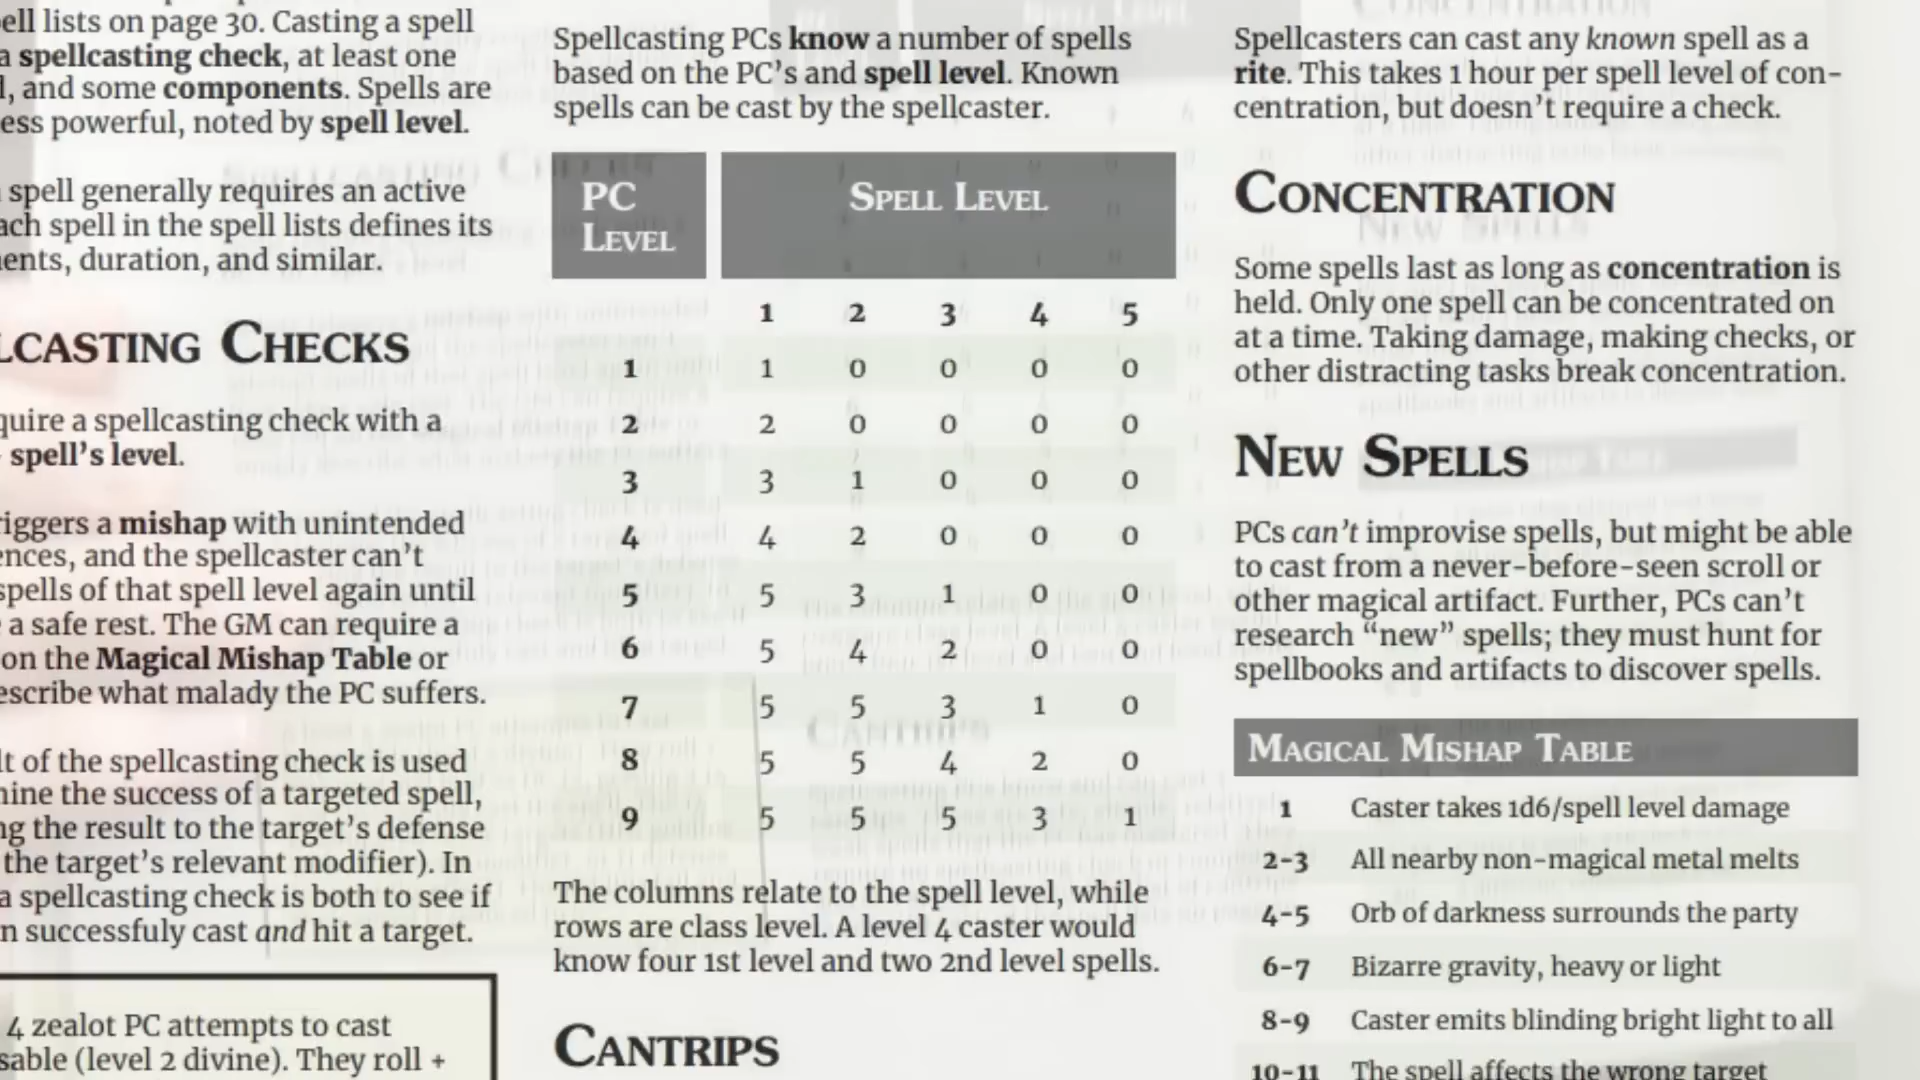 ell lists on page 30. Casting a spell
a spellcasting check, at least one
l, and some components. Spells are
ess powerful, noted by spell level.
spell generally requires an active
ach spell in the spell lists defines its
ents, duration, and similar.
LCASTING CHECKS
quire a spellcasting check with a
spell's level.
riggers a mishap with unintended
ences, and the spellcaster can't
spells of that spell level again until
a safe rest. The GM can require a
on the Magical Mishap Table or
escribe what malady the PC suffers.
lt of the spellcasting check is used
nine the success of a targeted spell,
ng the result to the target's defense
the target's relevant modifier). In
a spellcasting check is both to see if
n successfuly cast and hit a target.
4 zealot PC attempts to cast
sable (level 2 divine). They roll +
Spellcasting PCs know a number of spells
based on the PC's and spell level. Known
spells can be cast by the spellcaster.
PC LEVEL SPELL LEVEL
1 2 3 4 5
1 1 0 0 0 0
2 2 0 0 0 0
3 3 1 0 0 0
4 4 2 0 0 0
5 5 3 1 0 0
6 5 4 2 0 0
7 5 5 3 1 0
8 5 5 4 2 0
9 5 5 5 3 1
The columns relate to the spell level, while
rows are class level. A level 4 caster would
know four 1st level and two 2nd level spells.
CANTRIPS
Spellcasters can cast any known spell as a
rite. This takes 1 hour per spell level of con-
centration, but doesn't require a check.
CONCENTRATION
Some spells last as long as concentration is
held. Only one spell can be concentrated on
at a time. Taking damage, making checks, or
other distracting tasks break concentration.
NEW SPELLS
PCs can't improvise spells, but might be able
to cast from a never-before-seen scroll or
other magical artifact. Further, PCs can't
research "new" spells; they must hunt for
spellbooks and artifacts to discover spells.
MAGICAL MISHAP TABLE
1 Caster takes 1d6/spell level damage
2-3 All nearby non-magical metal melts
4-5 Orb of darkness surrounds the party
6-7 Bizarre gravity, heavy or light
8-9 Caster emits blinding bright light to all
10-11 The spell affects the wrong target